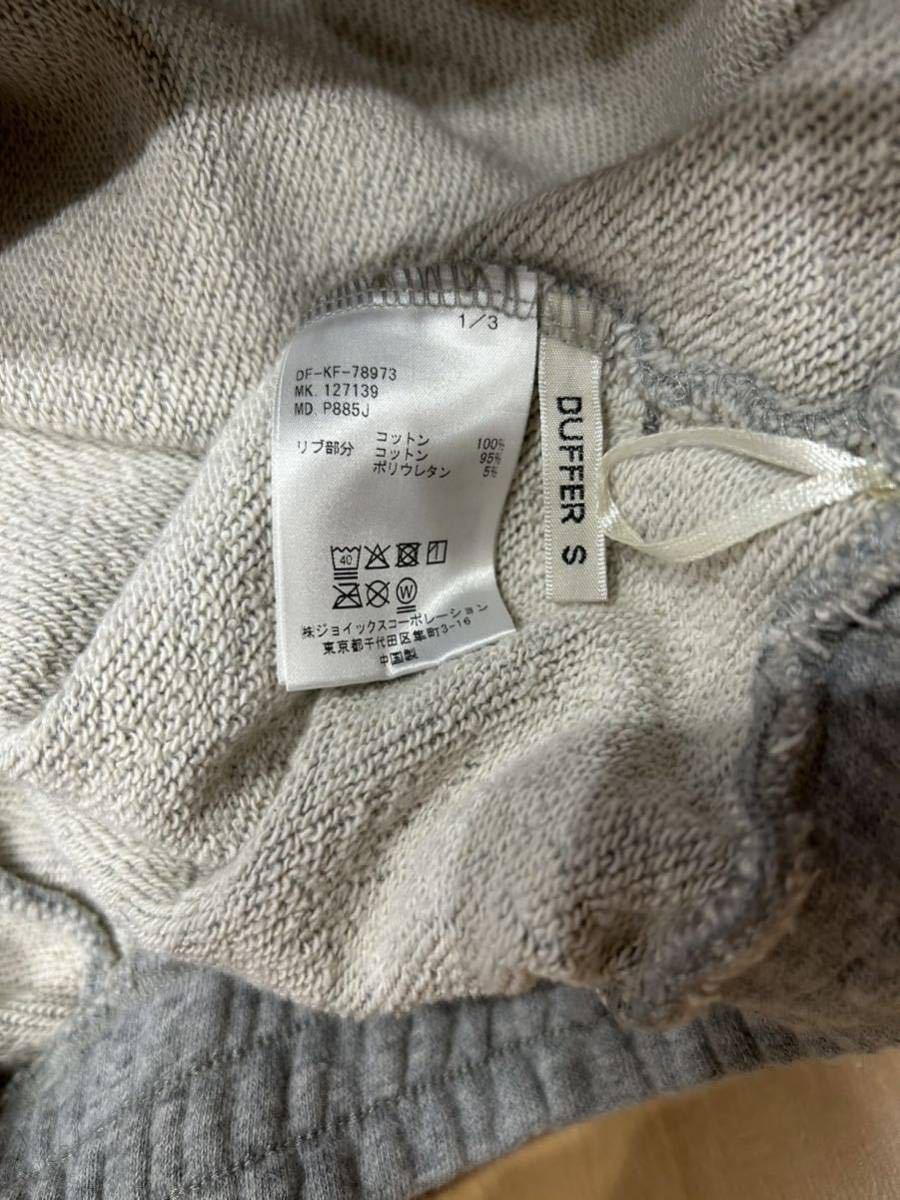 1/3
DF-KF-78973
MK. 127139
MD. P885J
コットン 100%
リブ部分 コットン 95%
ポリウレタン 5%
40
W
株ジョイックスコーポレーション
東京都千代田区隼町3-16
中国製
DUFFER S